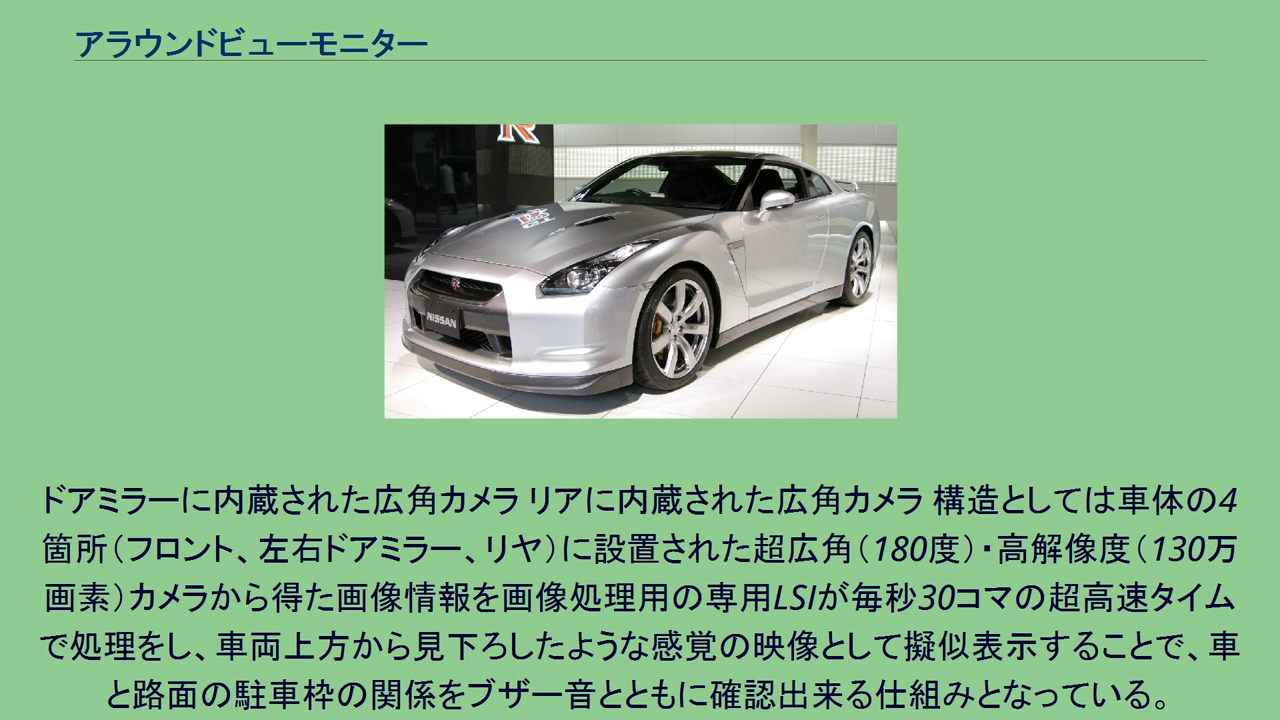 アラウンドビューモニター
R
NISSAN
ドアミラーに内蔵された広角カメラ リアに内蔵された広角カメラ 構造としては車体の4
箇所（フロント、左右ドアミラー、リヤ）に設置された超広角（180度）・高解像度（130万
画素）カメラから得た画像情報を画像処理用の専用LSIが毎秒30コマの超高速タイム
で処理をし、車両上方から見下ろしたような感覚の映像として擬似表示することで、車
と路面の駐車枠の関係をブザー音とともに確認出来る仕組みとなっている。